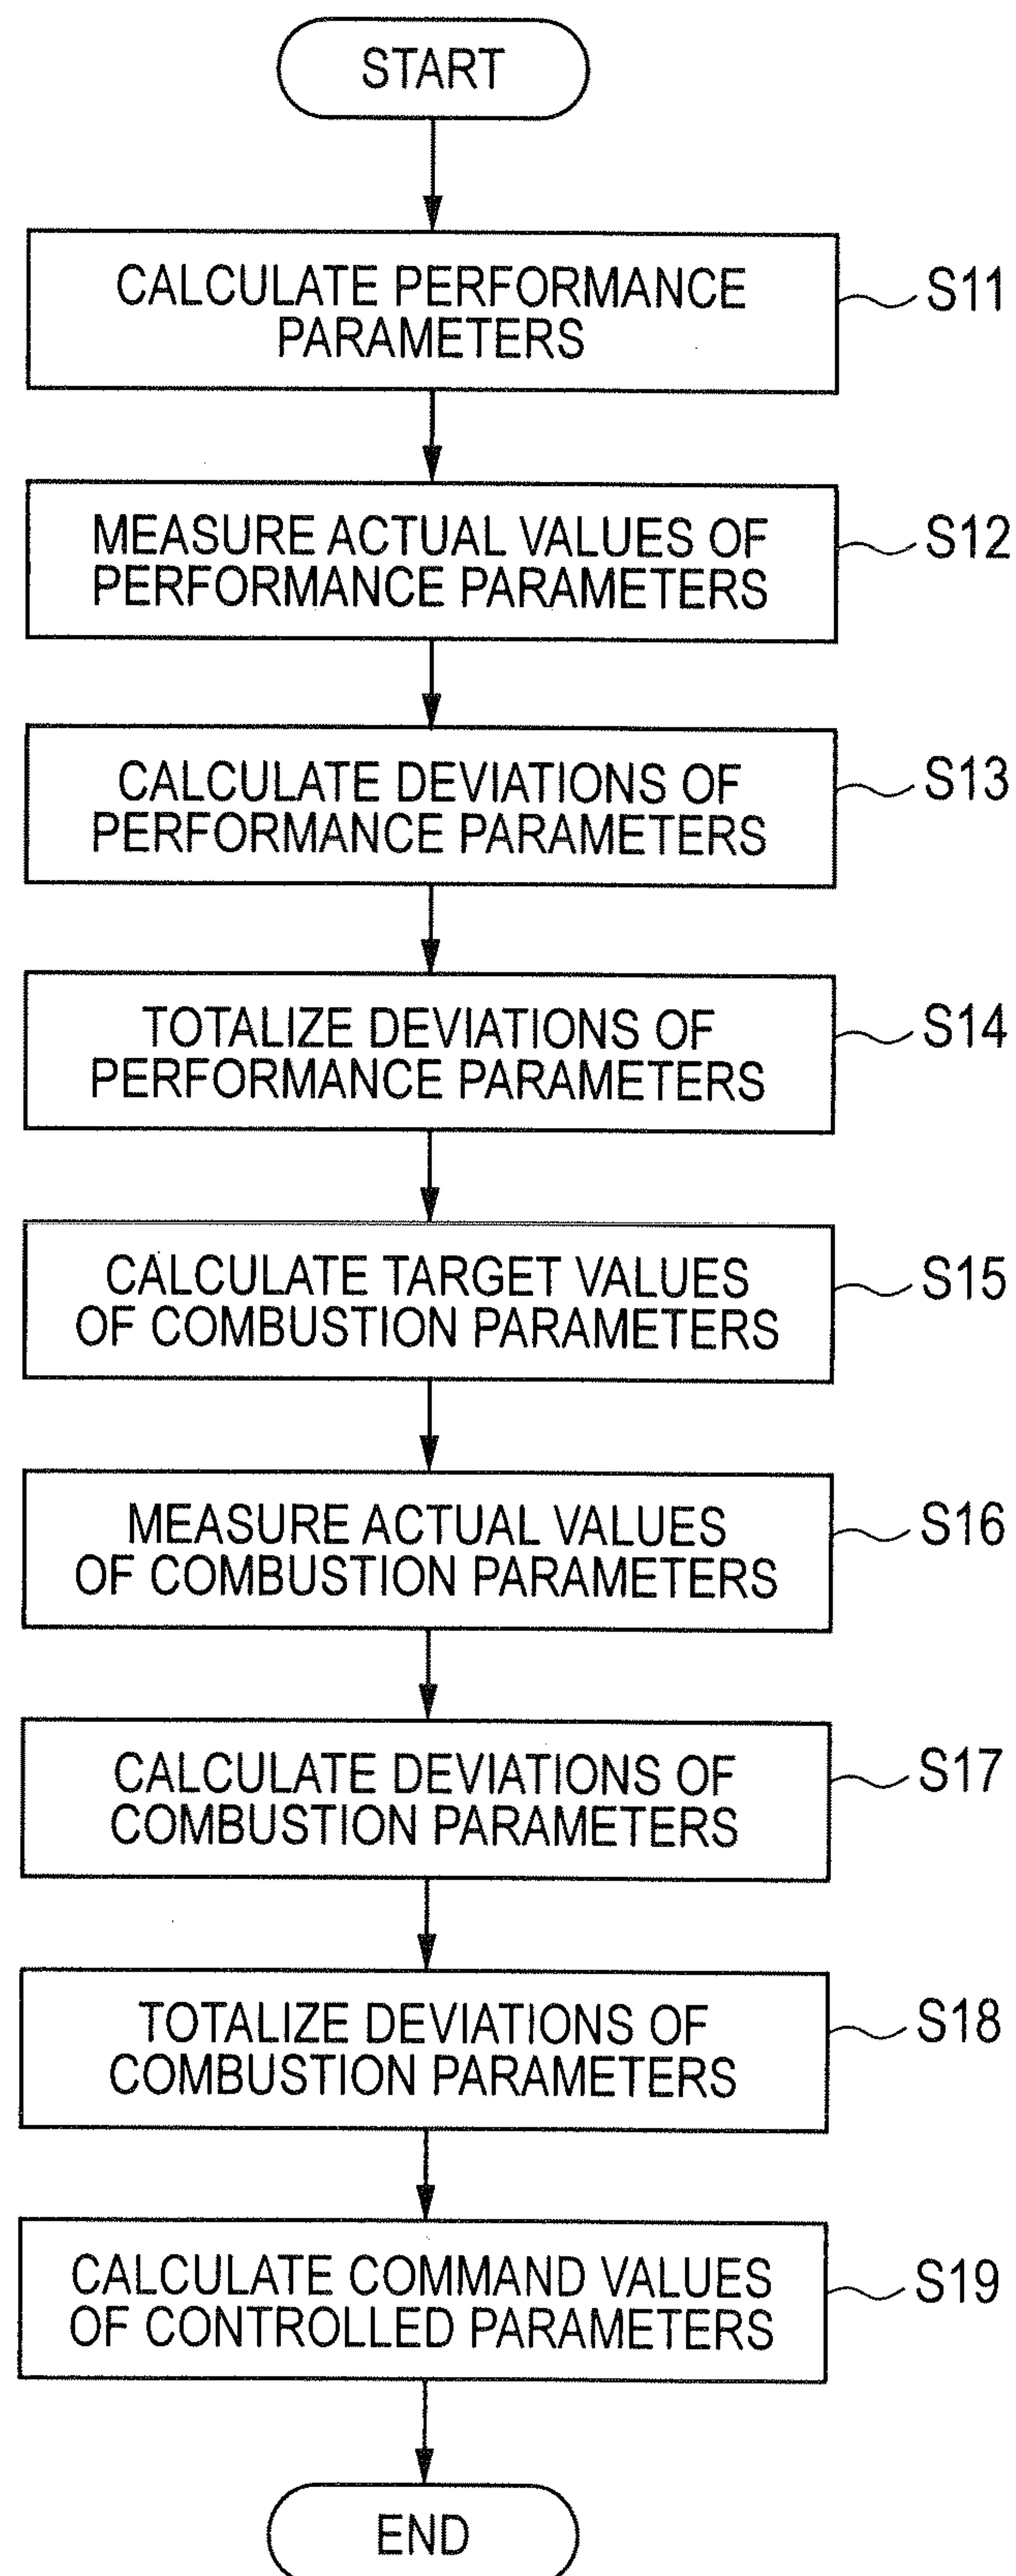 START
CALCULATE PERFORMANCE
PARAMETERS
S11
MEASURE ACTUAL VALUES OF
PERFORMANCE PARAMETERS
S12
CALCULATE DEVIATIONS OF
PERFORMANCE PARAMETERS
S13
TOTALIZE DEVIATIONS OF
PERFORMANCE PARAMETERS
S14
CALCULATE TARGET VALUES
OF COMBUSTION PARAMETERS
S15
MEASURE ACTUAL VALUES
OF COMBUSTION PARAMETERS
S16
CALCULATE DEVIATIONS OF
COMBUSTION PARAMETERS
S17
TOTALIZE DEVIATIONS OF
COMBUSTION PARAMETERS
S18
CALCULATE COMMAND VALUES
OF CONTROLLED PARAMETERS
S19
END